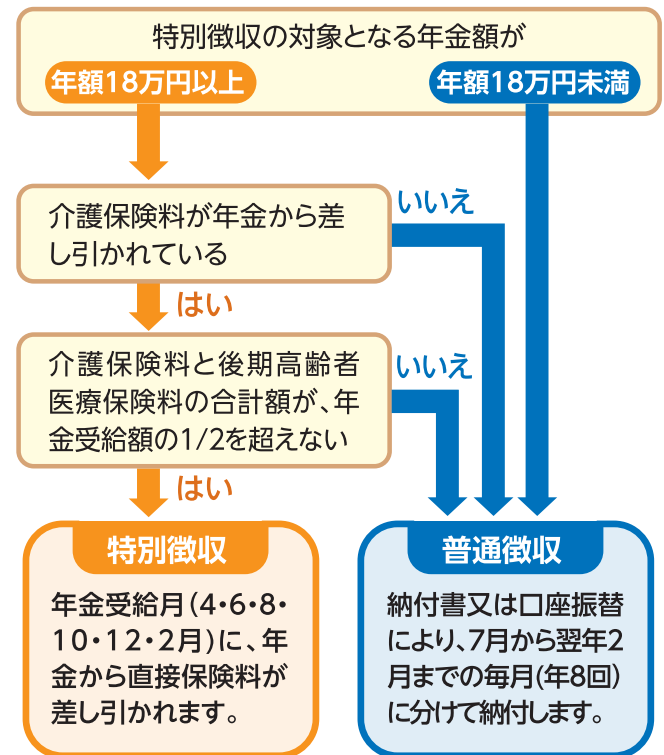 特別徴収の対象となる年金額が
年額18万円以上
年額18万円未満
介護保険料が年金から差
し引かれている
いいえ
はい
介護保険料と後期高齢者
医療保険料の合計額が、年
金受給額の1/2を超えない
いいえ
はい
特別徴収
年金受給月(4・6・8・
10・12・2月)に、年
金から直接保険料が
差し引かれます。
普通徴収
納付書又は口座振替
により、7月から翌年2
月までの毎月(年8回)
に分けて納付します。